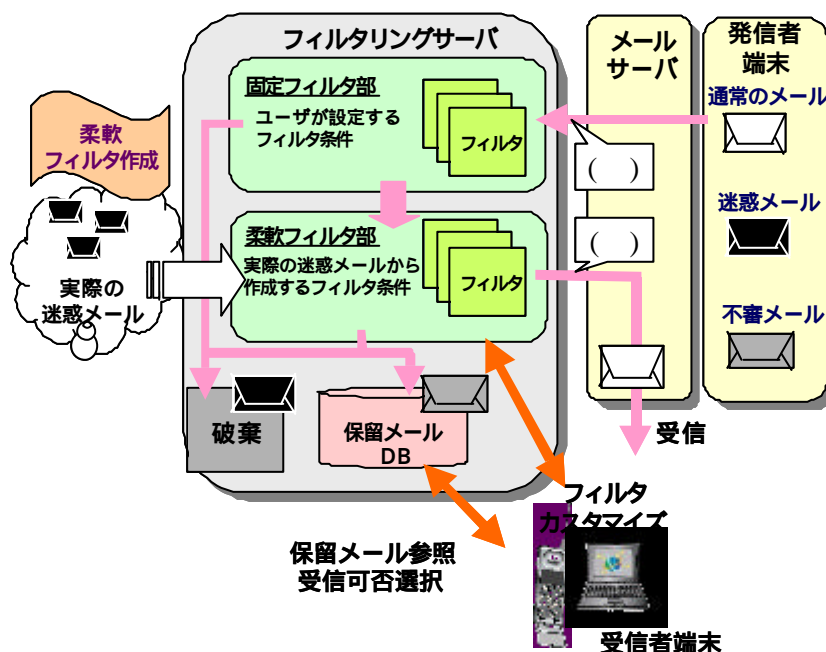 フィルタリングサーバ
固定フィルタ部
ユーザが設定する
フィルタ条件
フィルタ
柔軟フィルタ部
実際の迷惑メールから
作成するフィルタ条件
フィルタ
破棄
保留メール
DB
柔軟
フィルタ作成
実際の
迷惑メール
メール
サーバ
(　)
(　)
受信
発信者
端末
通常のメール
迷惑メール
不審メール
フィルタ
カスタマイズ
保留メール参照
受信可否選択
受信者端末